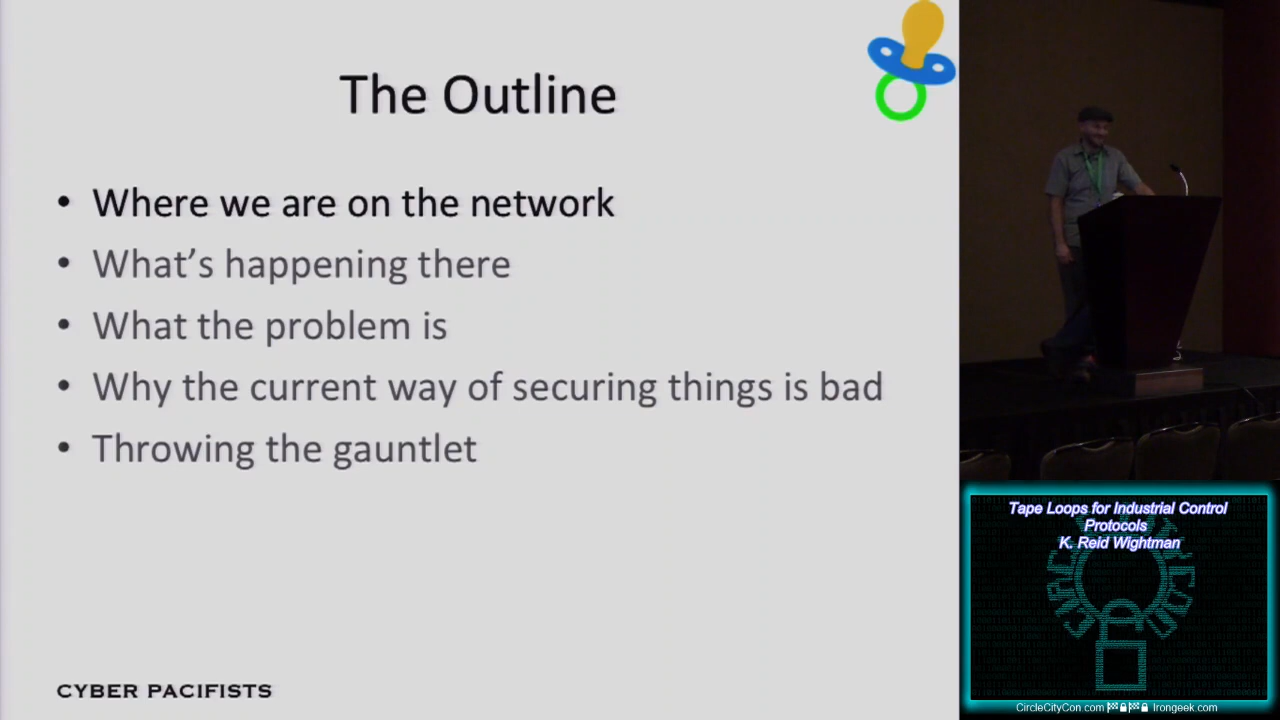 The Outline
• Where we are on the network
• What's happening there
• What the problem is
• Why the current way of securing things is bad
• Throwing the gauntlet
CYBER PACIFISTS
Tape Loops for Industrial Control
Protocols
K. Reid Wightman
CircleCityCon.com Irongeek.com